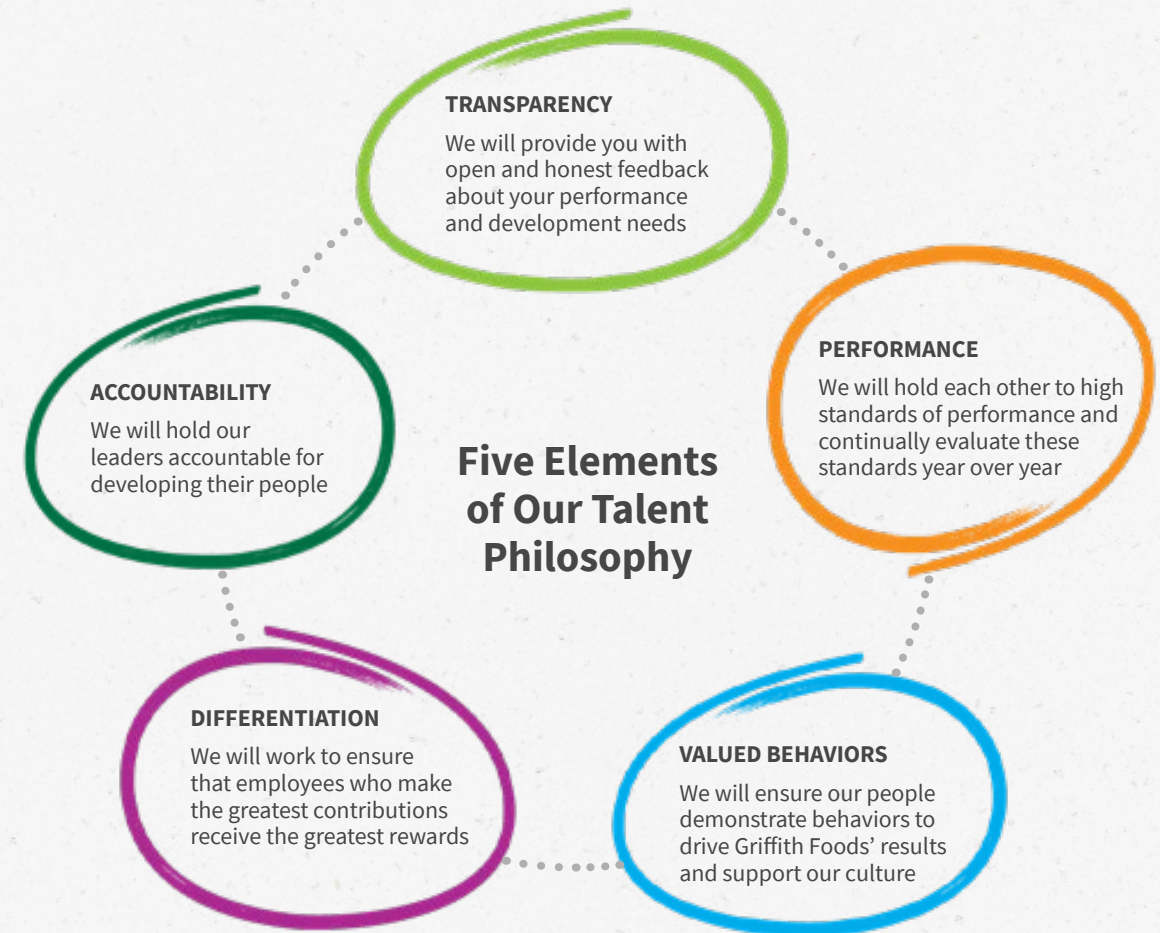 TRANSPARENCY
We will provide you with
open and honest feedback
about your performance
and development needs
PERFORMANCE
We will hold each other to high
standards of performance and
continually evaluate these
standards year over year
ACCOUNTABILITY
We will hold our
leaders accountable for
developing their people
Five Elements
of Our Talent
Philosophy
DIFFERENTIATION
We will work to ensure
that employees who make
the greatest contributions
receive the greatest rewards
VALUED BEHAVIORS
We will ensure our people
demonstrate behaviors to
drive Griffith Foods’ results
and support our culture